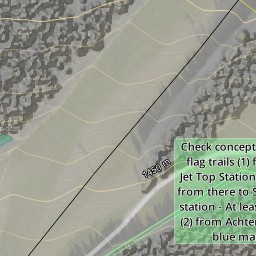 1450 m
Check concept
flag trails (1) f
Jet Top Station
from there to S
station - At leas
(2) from Achter
blue ma